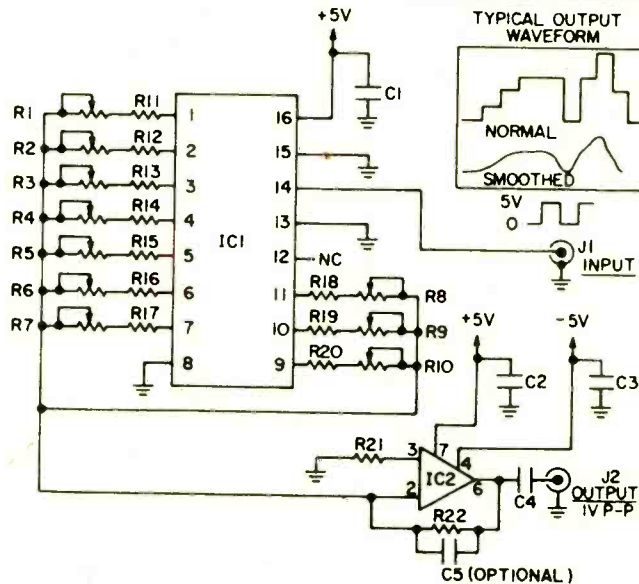 +5V
TYPICAL OUTPUT
WAVEFORM
NORMAL
SMOOTHED
5V
0
J1
INPUT
C1
R1
R2
R3
R4
R5
R6
R7
R11
R12
R13
R14
R15
R16
R17
1
2
3
4
5
6
7
8
IC1
16
15
14
13
12
11
10
9
NC
R18
R19
R20
R8
R9
R10
+5V
-5V
C2
C3
R21
3
7
4
2
6
IC2
C4
J2
OUTPUT
1V P-P
R22
C5 (OPTIONAL)